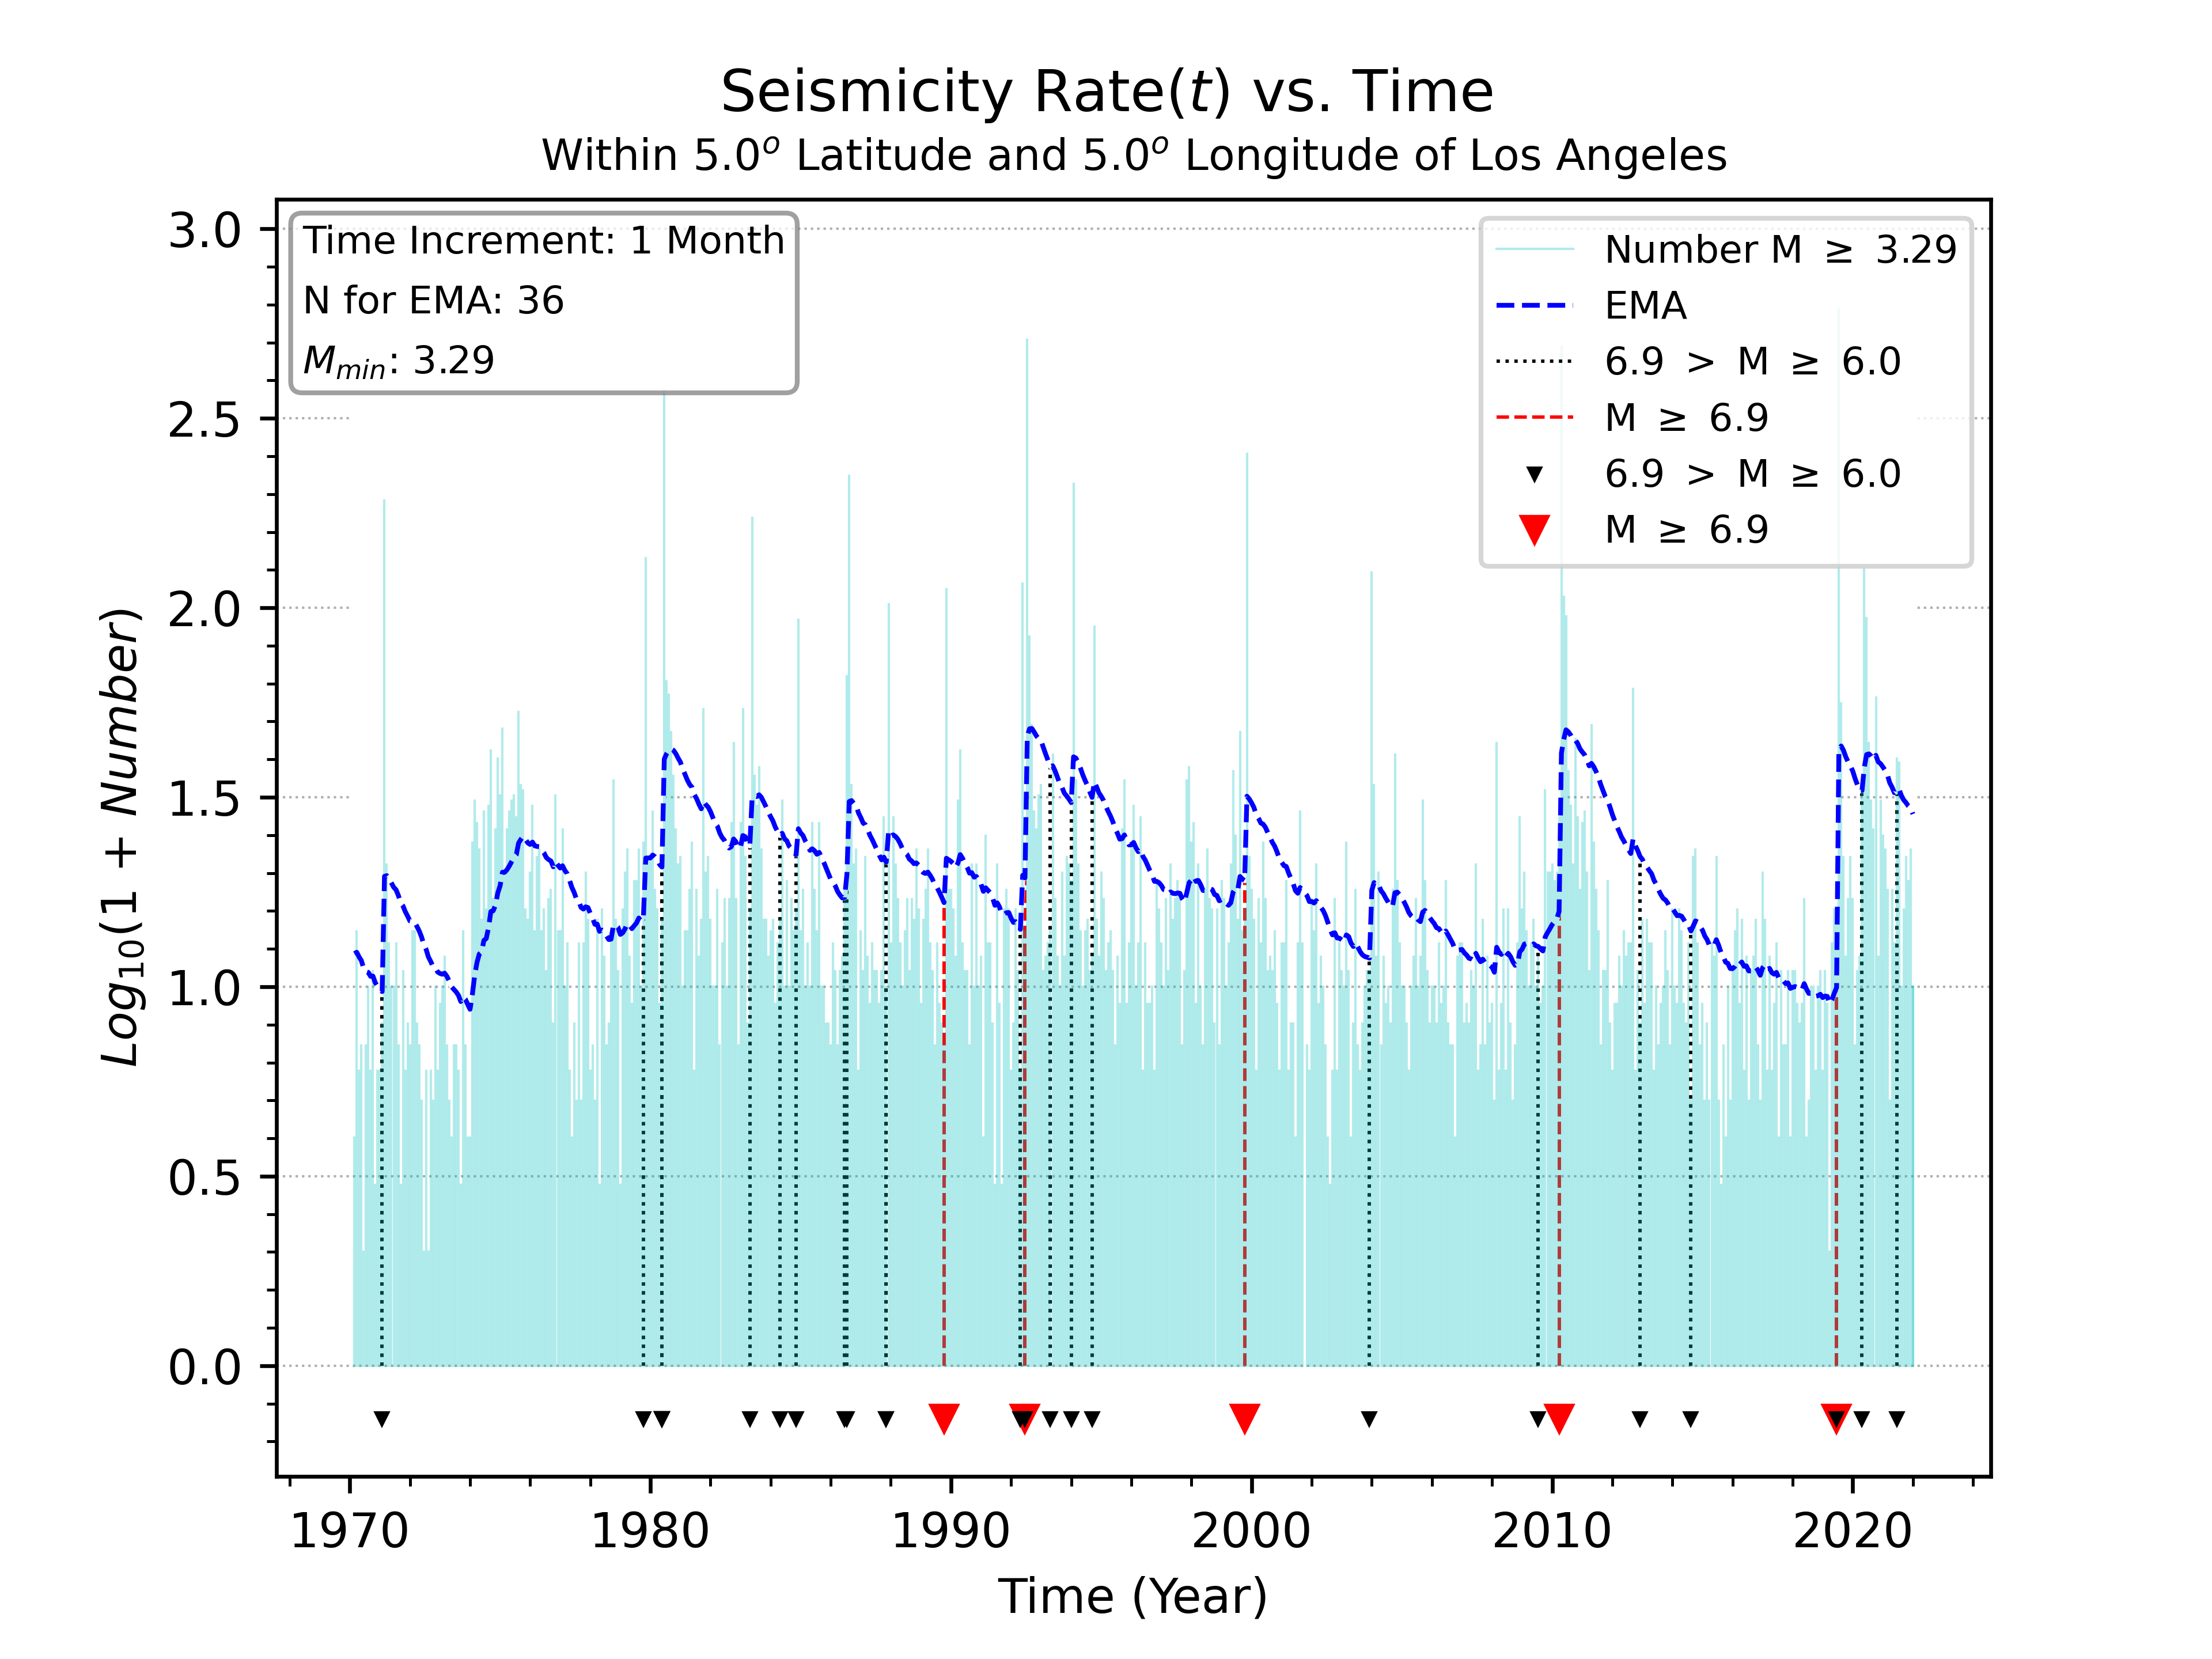 Seismicity Rate(t) vs. Time
Within 5.0° Latitude and 5.0° Longitude of Los Angeles
Time Increment: 1 Month
N for EMA: 36
Mmin: 3.29
Number M ≥ 3.29
EMA
6.9 > M ≥ 6.0
M ≥ 6.9
6.9 > M ≥ 6.0
M ≥ 6.9
3.0
2.5
2.0
1.5
1.0
0.5
0.0
Log10(1 + Number)
1970 1980 1990 2000 2010 2020
Time (Year)